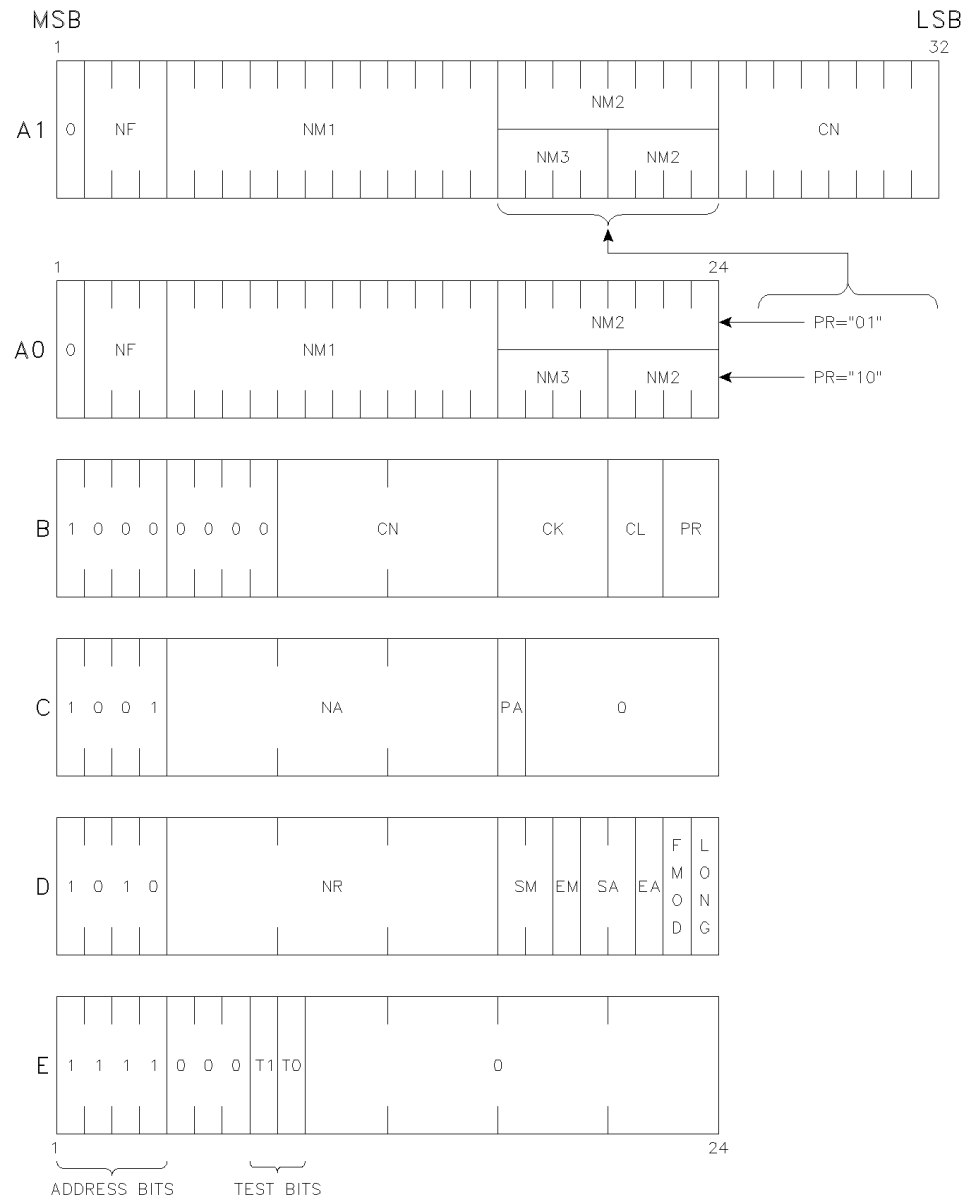 MSB LSB
1 32
A1 0 NF NM1 NM2 CN
NM3 NM2
1 24
A0 0 NF NM1 NM2 PR="01"
NM3 NM2 PR="10"
B 1 0 0 0 0 0 0 0 CN CK CL PR
C 1 0 0 1 NA PA 0
D 1 0 1 0 NR SM EM SA EA FMOD LONG
E 1 1 1 1 0 0 0 T1 T0 0
1 24
ADDRESS BITS TEST BITS